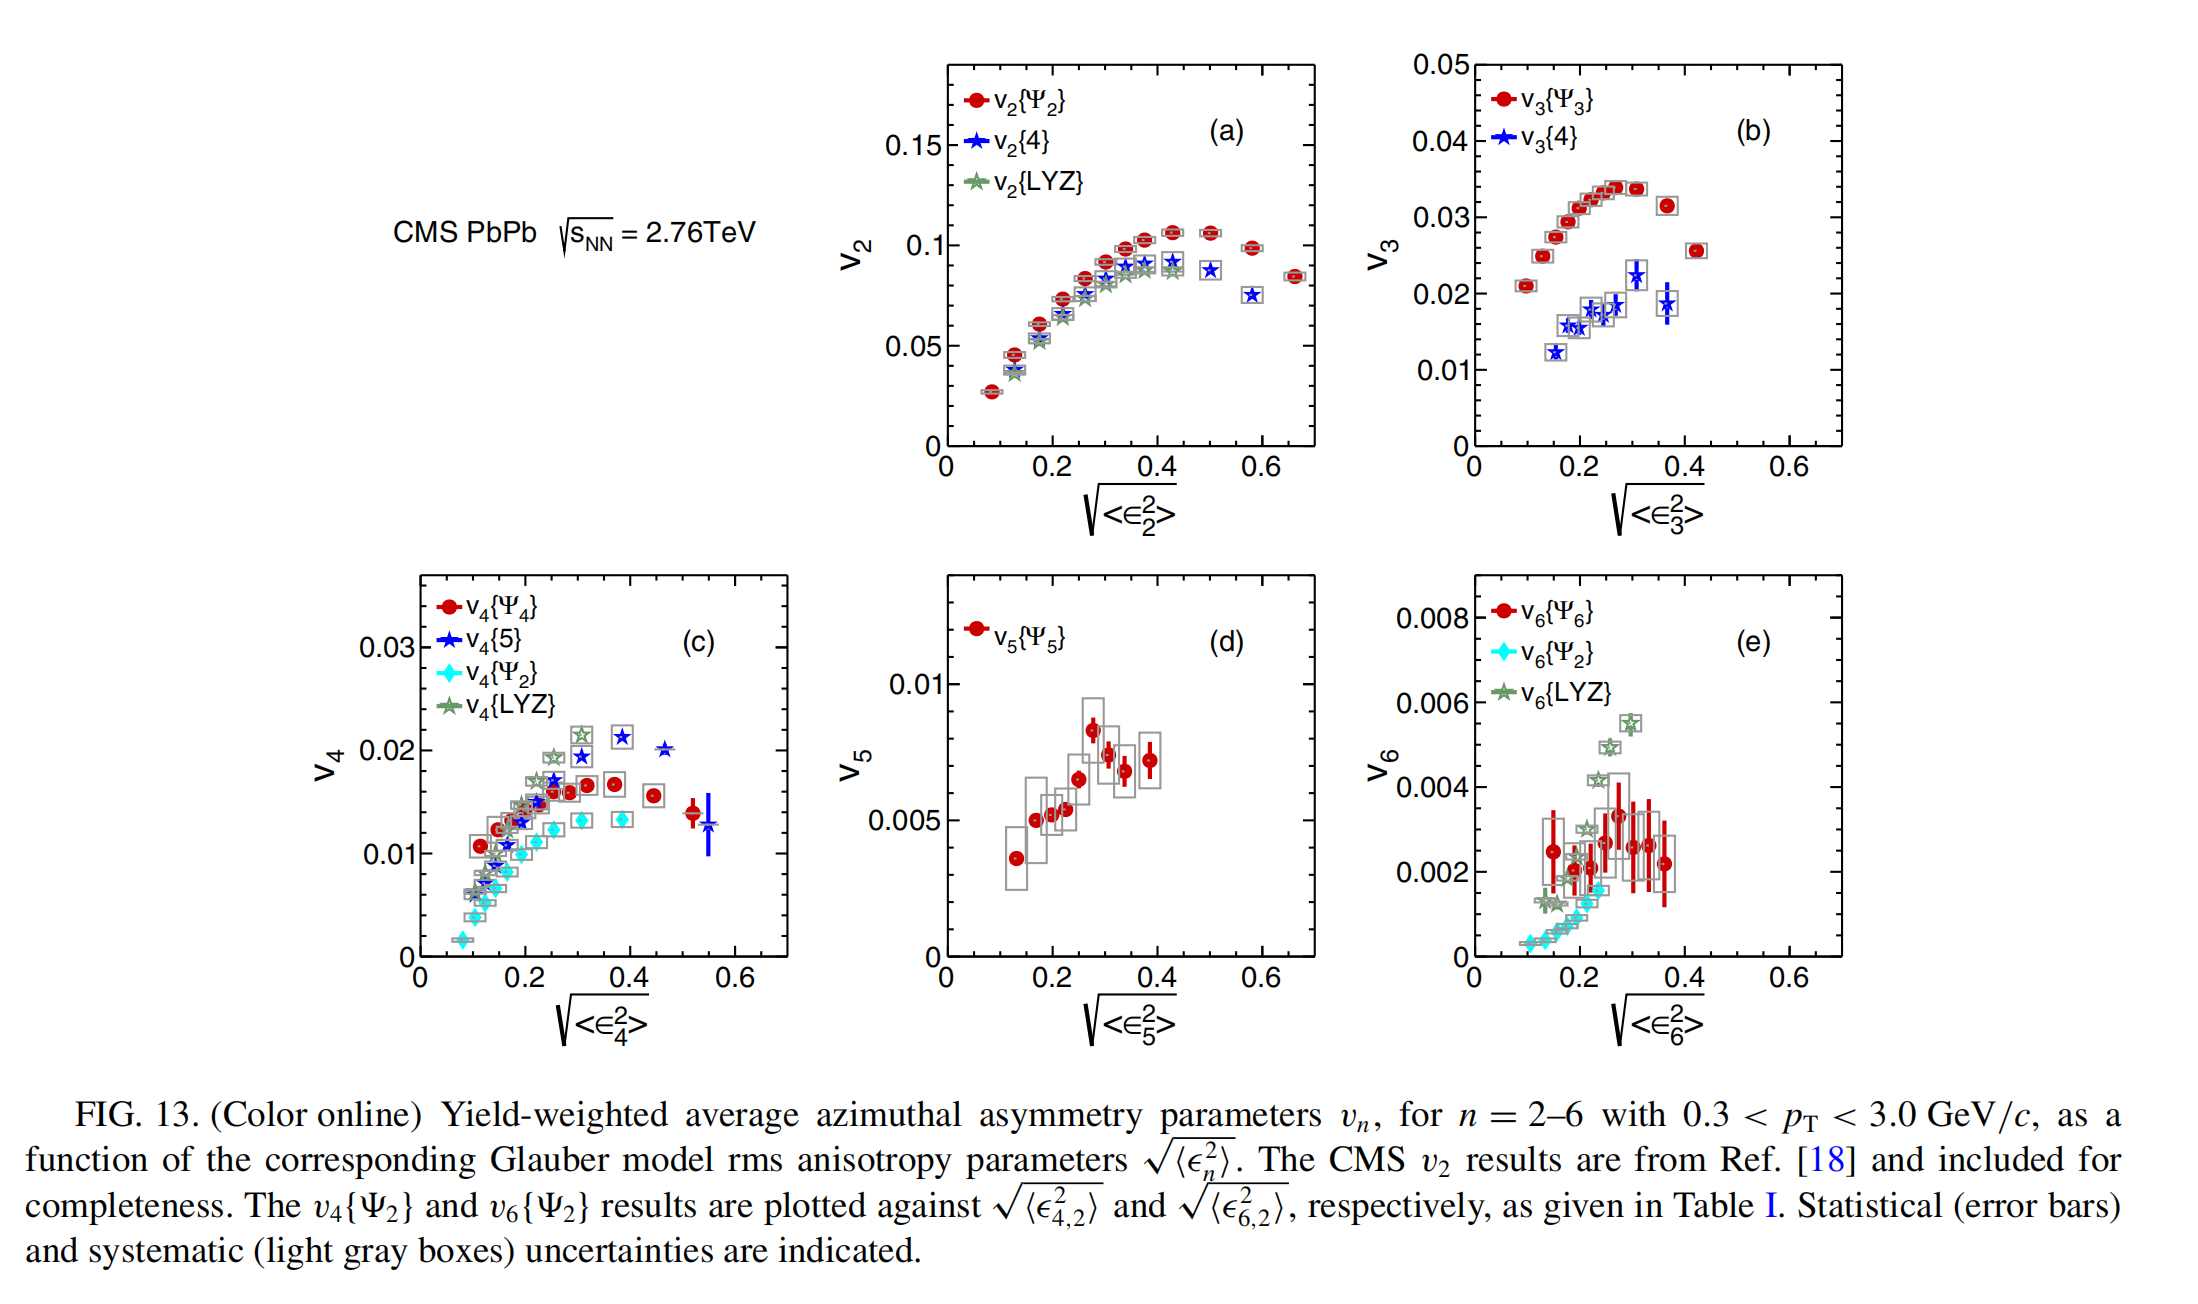 CMS PbPb √sNN = 2.76TeV
v2{Ψ2}
v2{4}
v2{LYZ}
(a)
0.15
0.1
0.05
0
v2
0 0.2 0.4 0.6
√<∈²₂>
0.05
v3{Ψ3}
v3{4}
(b)
0.04
0.03
0.02
0.01
0
v3
0 0.2 0.4 0.6
√<∈²₃>
v4{Ψ4}
v4{5}
v4{Ψ2}
v4{LYZ}
(c)
0.03
0.02
0.01
0
v4
0 0.2 0.4 0.6
√<∈²₄>
v5{Ψ5}
(d)
0.01
0.005
0
v5
0 0.2 0.4 0.6
√<∈²₅>
v6{Ψ6}
v6{Ψ2}
v6{LYZ}
(e)
0.008
0.006
0.004
0.002
0
v6
0 0.2 0.4 0.6
√<∈²₆>
FIG. 13. (Color online) Yield-weighted average azimuthal asymmetry parameters vn, for n = 2–6 with 0.3 < pT < 3.0 GeV/c, as a
function of the corresponding Glauber model rms anisotropy parameters √⟨ϵ²n⟩. The CMS v2 results are from Ref. [18] and included for
completeness. The v4{Ψ2} and v6{Ψ2} results are plotted against √⟨ϵ²4,2⟩ and √⟨ϵ²6,2⟩, respectively, as given in Table I. Statistical (error bars)
and systematic (light gray boxes) uncertainties are indicated.